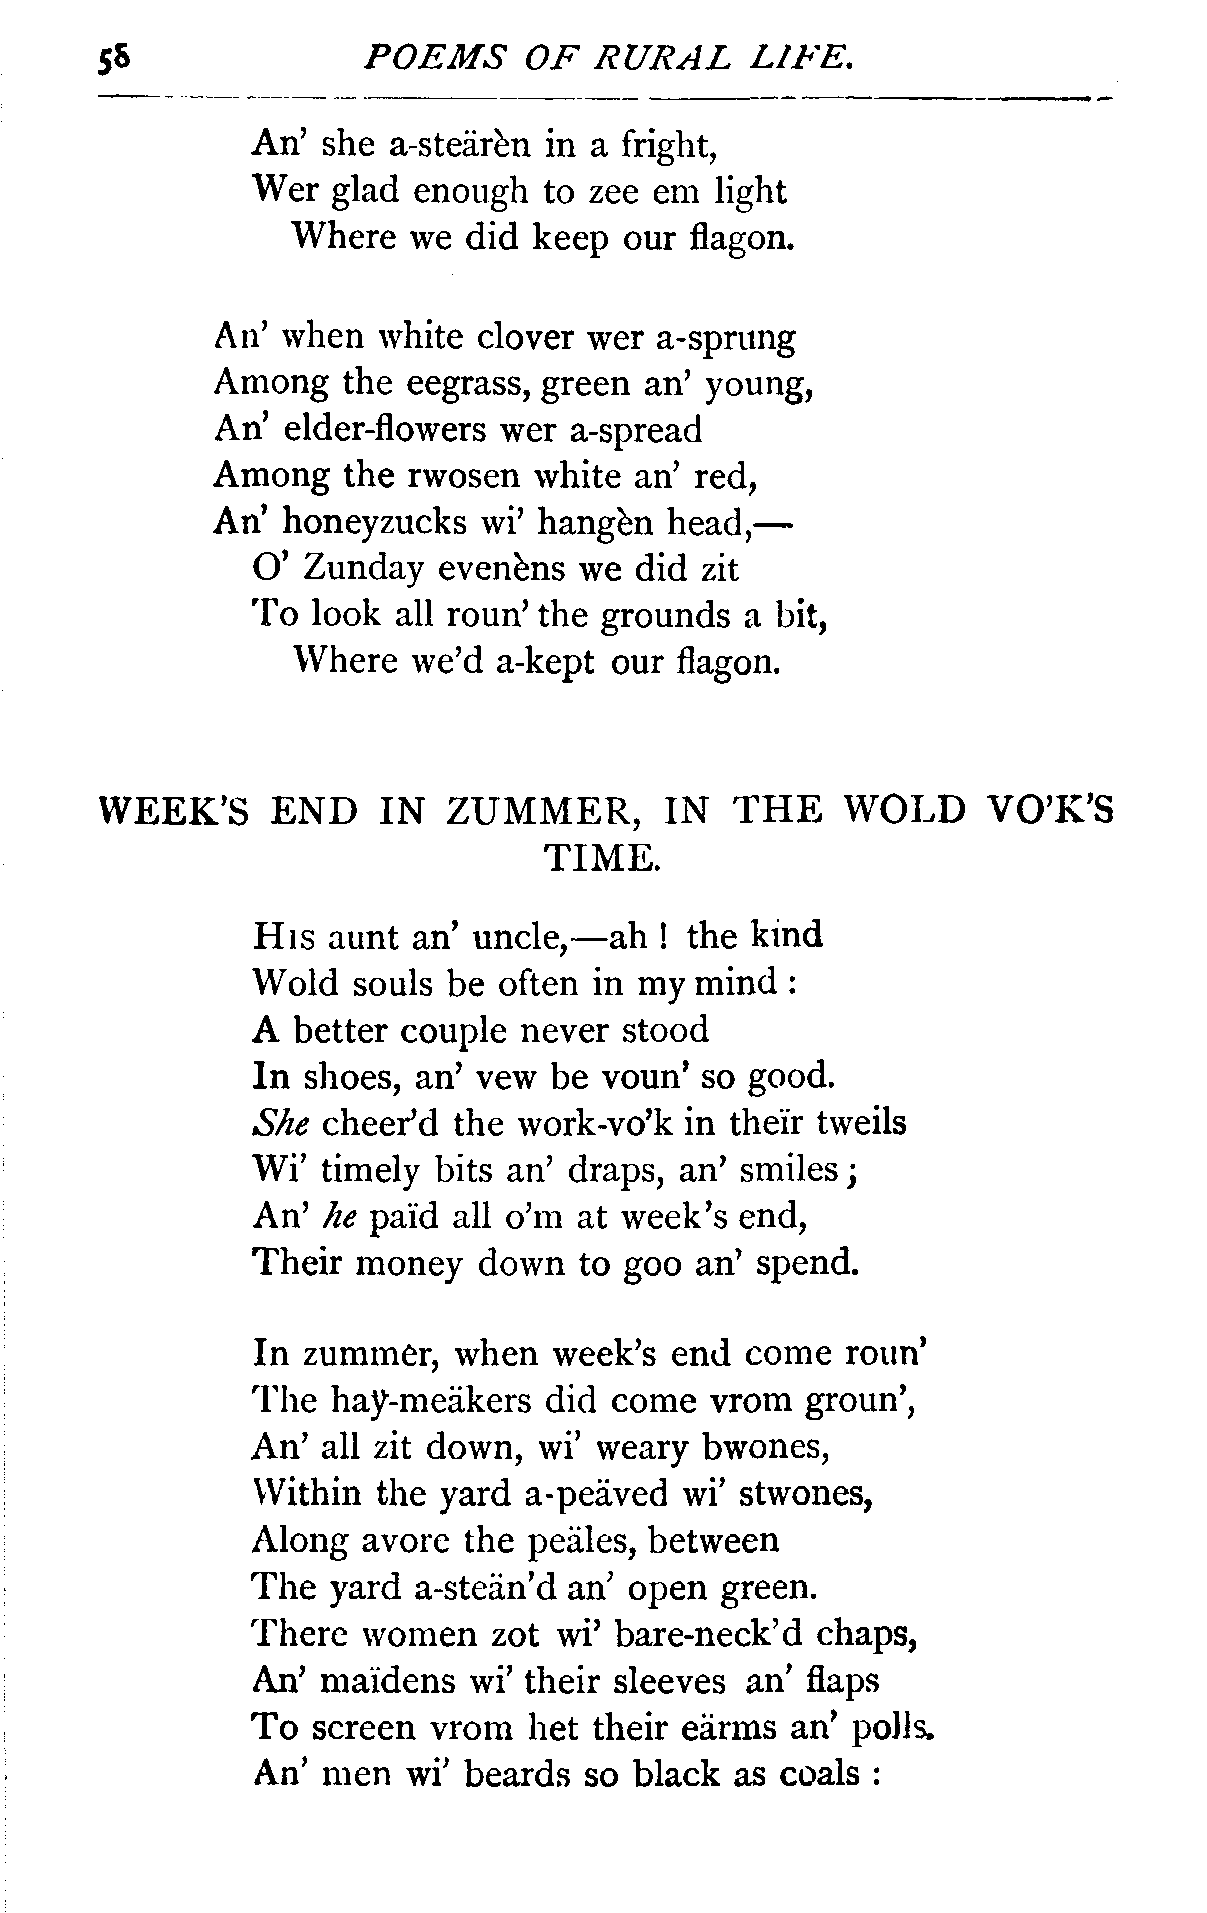 58 POEMS OF RURAL LIFE.
An' she a-steärèn in a fright,
Wer glad enough to zee em light
Where we did keep our flagon.
An' when white clover wer a-sprung
Among the eegrass, green an' young,
An' elder-flowers wer a-spread
Among the rwosen white an' red,
An' honeyzucks wi' hangèn head,—
O' Zunday evenèns we did zit
To look all roun' the grounds a bit,
Where we'd a-kept our flagon.
WEEK'S END IN ZUMMER, IN THE WOLD VO'K'S
TIME.
HIS aunt an' uncle,—ah ! the kind
Wold souls be often in my mind :
A better couple never stood
In shoes, an' vew be voun' so good.
She cheer'd the work-vo'k in theïr tweils
Wi' timely bits an' draps, an' smiles ;
An' he païd all o'm at week's end,
Their money down to goo an' spend.
In zummer, when week's end come roun'
The haÿ-meäkers did come vrom groun',
An' all zit down, wi' weary bwones,
Within the yard a-peäved wi' stwones,
Along avore the peäles, between
The yard a-steän'd an' open green.
There women zot wi' bare-neck'd chaps,
An' maïdens wi' their sleeves an' flaps
To screen vrom het their eärms an' polls.
An' men wi' beards so black as coals :